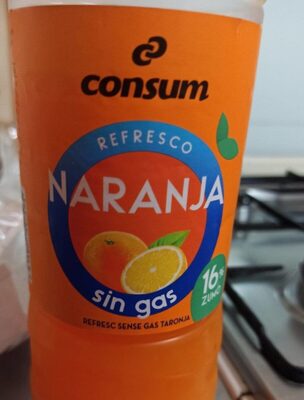 consum
REFRESCO
NARANJA
sin gas
16%
ZUMO
REFRESC SENSE GAS TARONJA